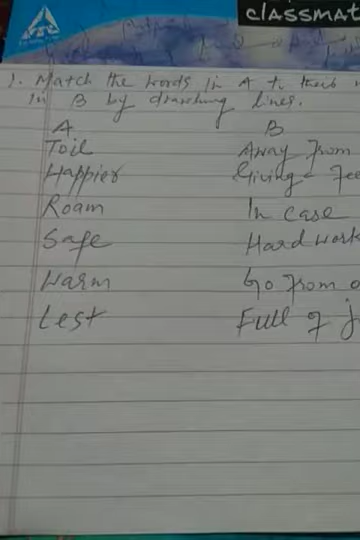 classmat
1. Match the words in A to their
in B by drawing lines.
A B
Toil Away from
Happier Giving
Roam In case
Safe Hard work
Warm Go from
Lest Full of j